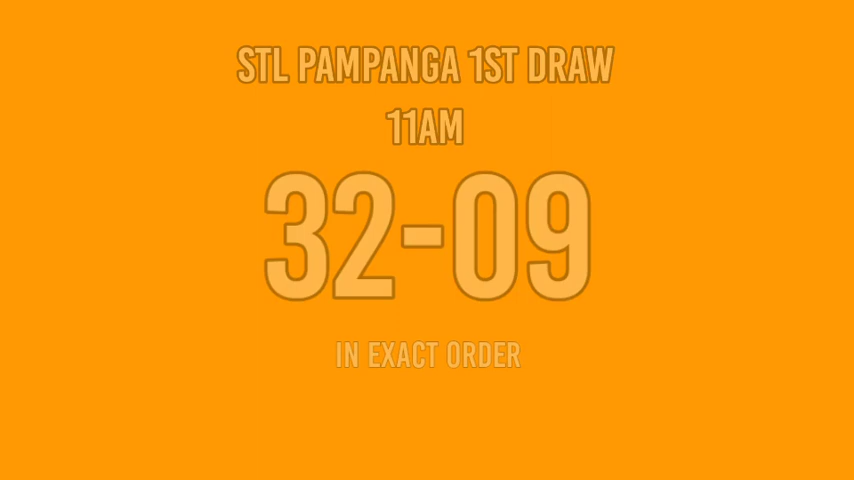 STL PAMPANGA 1ST DRAW
11AM
32-09
IN EXACT ORDER